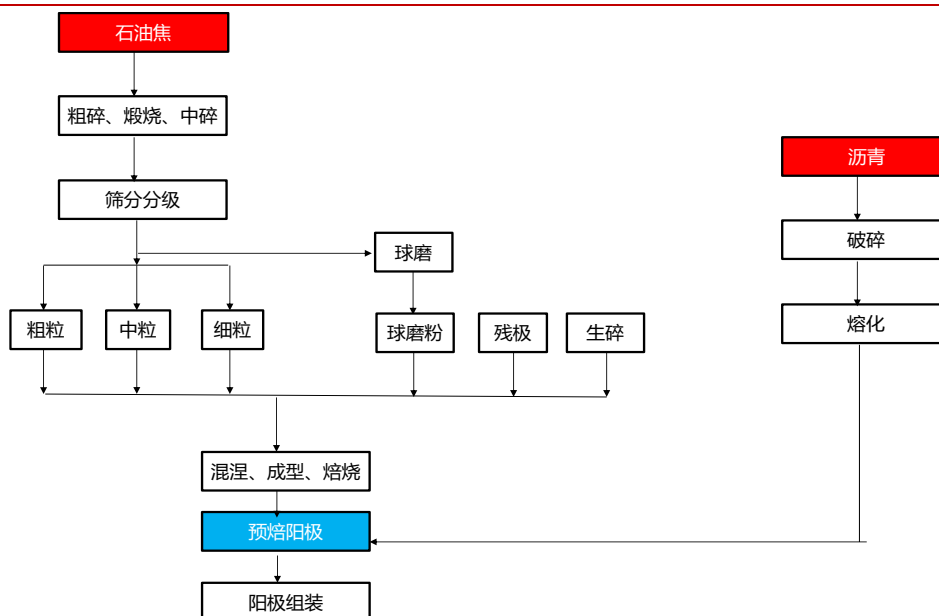 石油焦
粗碎、煅烧、中碎
沥青
筛分分级
球磨
破碎
粗粒
中粒
细粒
球磨粉
残极
生碎
熔化
混涅、成型、焙烧
预焙阳极
阳极组装